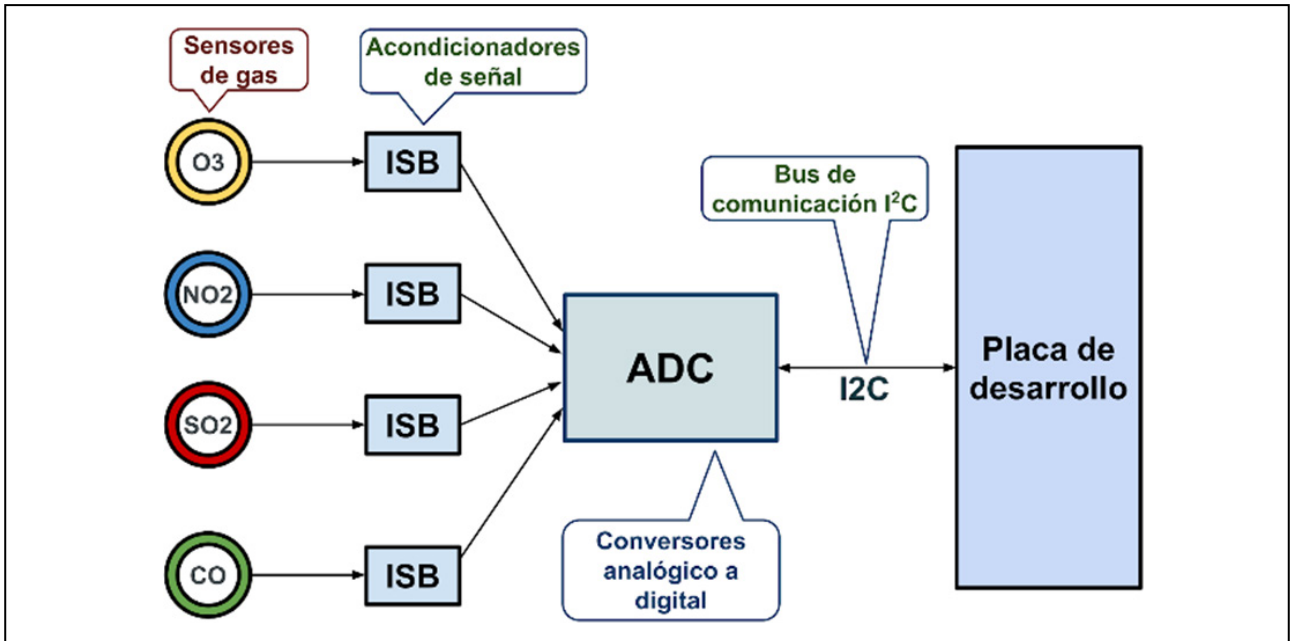 Sensores
de gas
Acondicionadores
de señal
O3
ISB
Bus de
comunicación I²C
NO2
ISB
ADC
I2C
Placa de
desarrollo
SO2
ISB
Conversores
analógico a
digital
CO
ISB